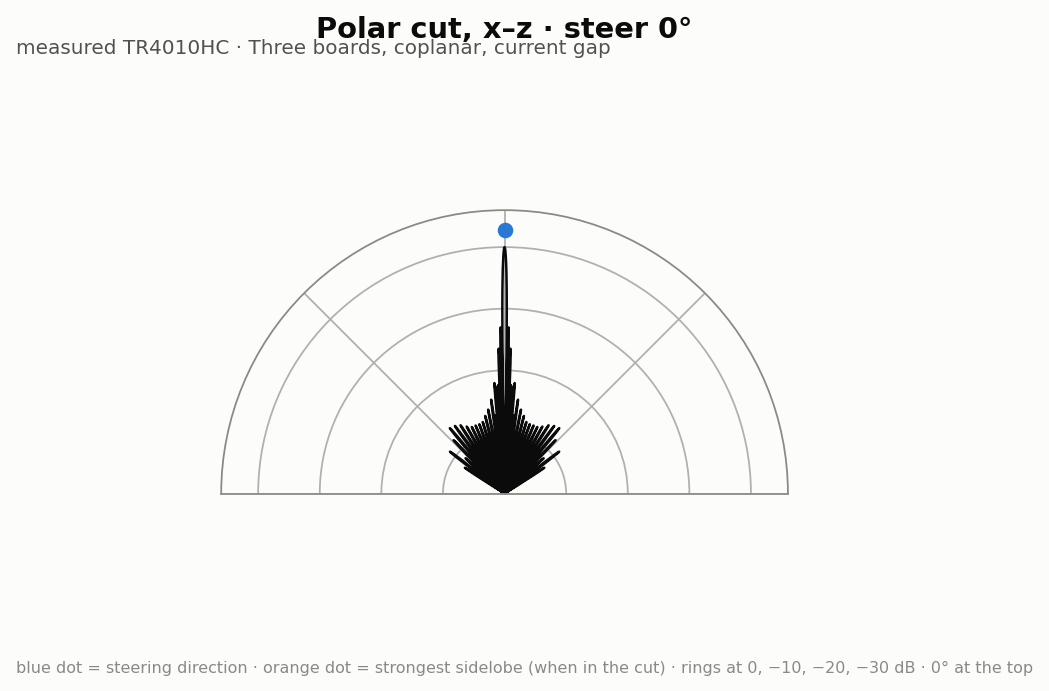 Polar cut, x–z · steer 0°
measured TR4010HC · Three boards, coplanar, current gap
blue dot = steering direction · orange dot = strongest sidelobe (when in the cut) · rings at 0, −10, −20, −30 dB · 0° at the top